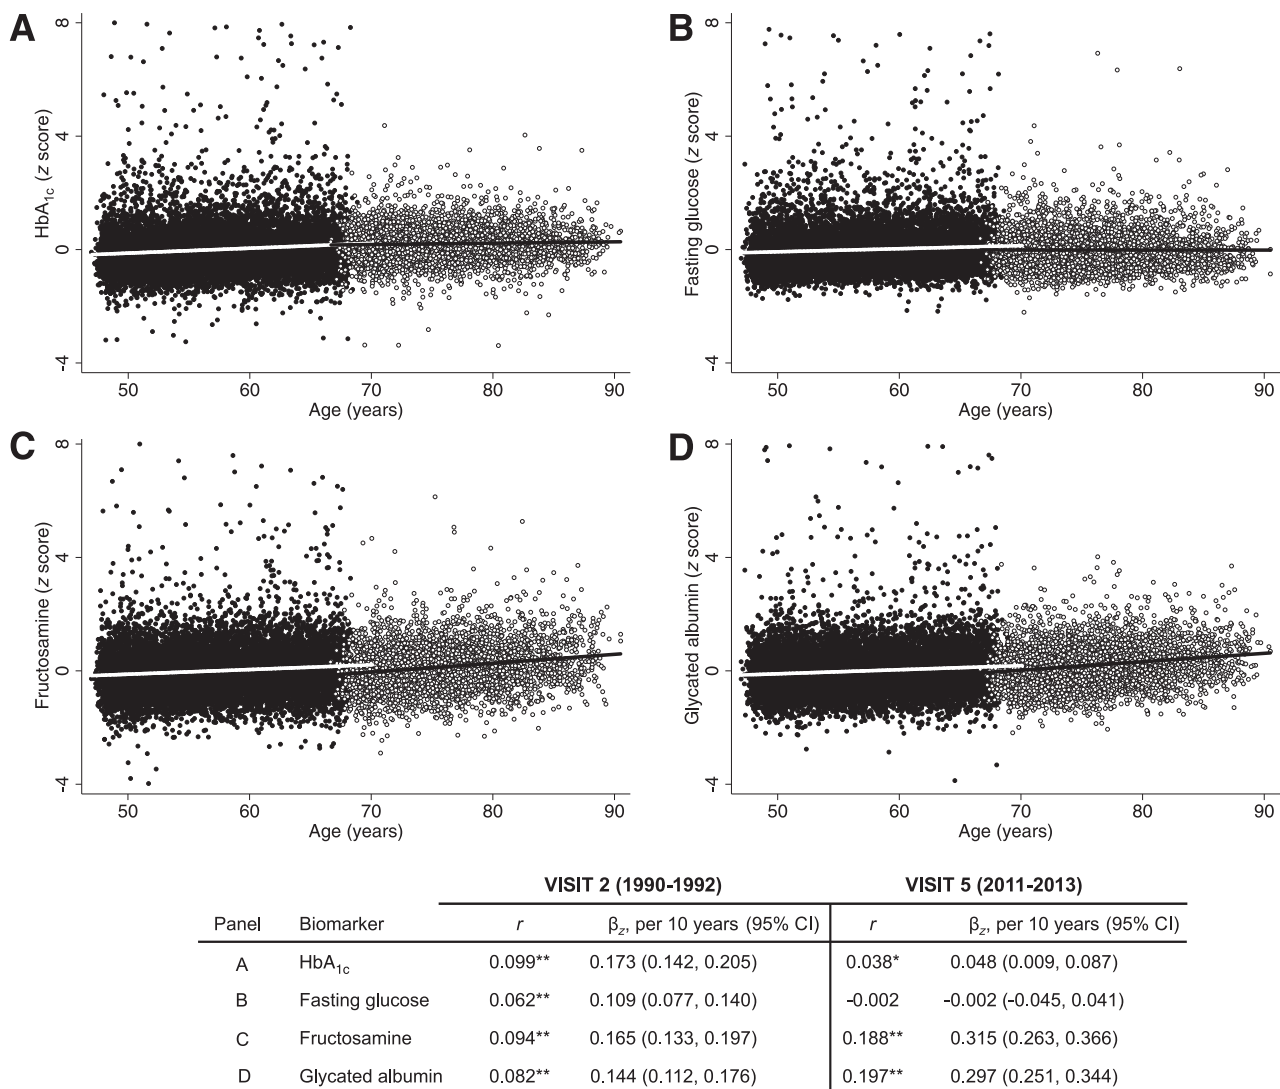 A
8
4
0
-4
HbA1c (z score)
50 60 70 80 90
Age (years)
B
8
4
0
-4
Fasting glucose (z score)
50 60 70 80 90
Age (years)
C
8
4
0
-4
Fructosamine (z score)
50 60 70 80 90
Age (years)
D
8
4
0
-4
Glycated albumin (z score)
50 60 70 80 90
Age (years)
VISIT 2 (1990-1992) VISIT 5 (2011-2013)
Panel Biomarker r βz, per 10 years (95% CI) r βz, per 10 years (95% CI)
A HbA1c 0.099** 0.173 (0.142, 0.205) 0.038* 0.048 (0.009, 0.087)
B Fasting glucose 0.062** 0.109 (0.077, 0.140) -0.002 -0.002 (-0.045, 0.041)
C Fructosamine 0.094** 0.165 (0.133, 0.197) 0.188** 0.315 (0.263, 0.366)
D Glycated albumin 0.082** 0.144 (0.112, 0.176) 0.197** 0.297 (0.251, 0.344)